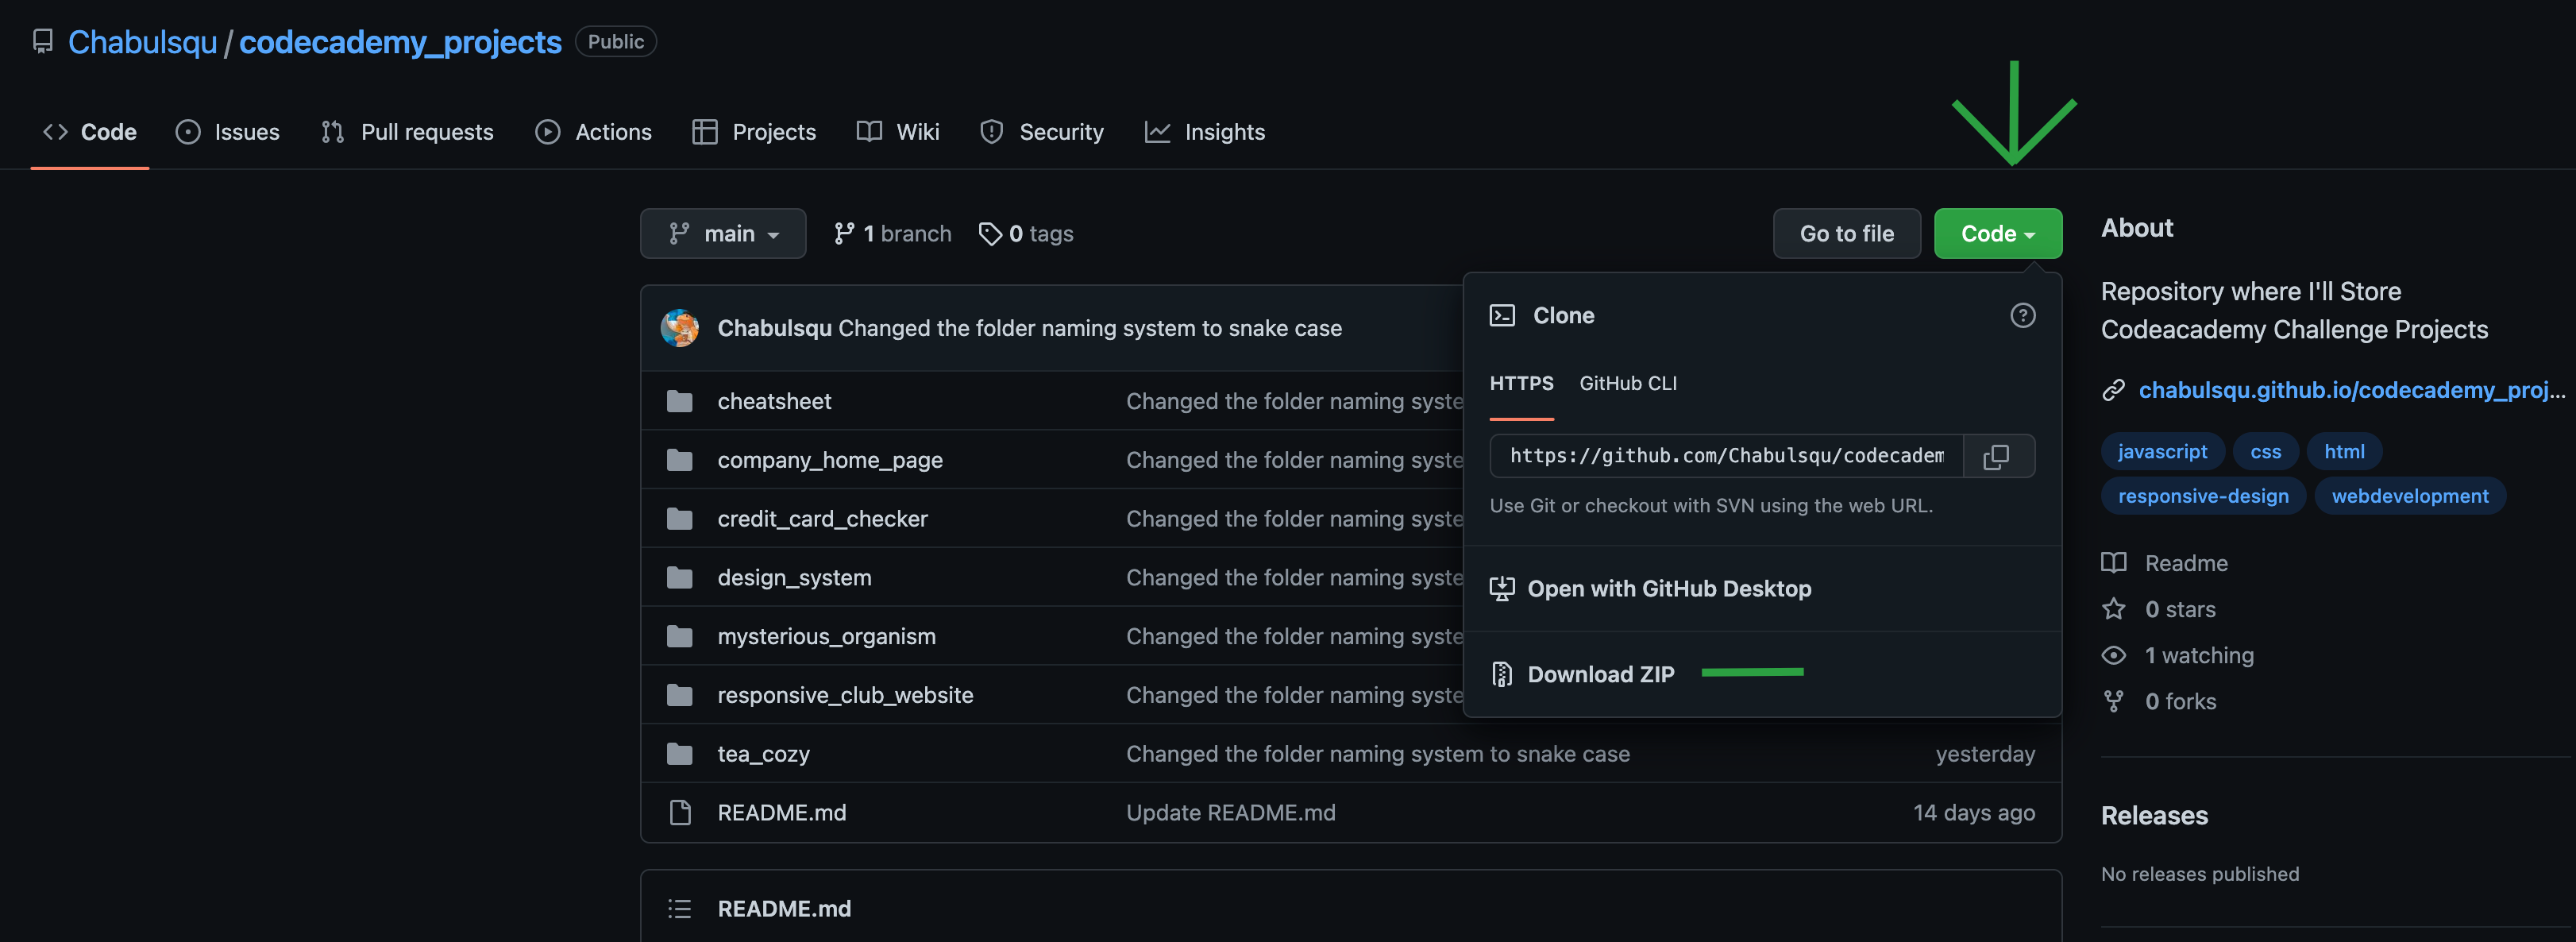 Chabulsqu / codecademy_projects Public
Code Issues Pull requests Actions Projects Wiki Security Insights
main 1 branch 0 tags Go to file Code
Chabulsqu Changed the folder naming system to snake case
cheatsheet Changed the folder naming syste
company_home_page Changed the folder naming syste
credit_card_checker Changed the folder naming syste
design_system Changed the folder naming syste
mysterious_organism Changed the folder naming syste
responsive_club_website Changed the folder naming syste
tea_cozy Changed the folder naming system to snake case yesterday
README.md Update README.md 14 days ago
README.md
Clone
HTTPS GitHub CLI
https://github.com/Chabulsqu/codecadem
Use Git or checkout with SVN using the web URL.
Open with GitHub Desktop
Download ZIP
About
Repository where I'll Store
Codeacademy Challenge Projects
chabulsqu.github.io/codecademy_proj...
javascript css html
responsive-design webdevelopment
Readme
0 stars
1 watching
0 forks
Releases
No releases published